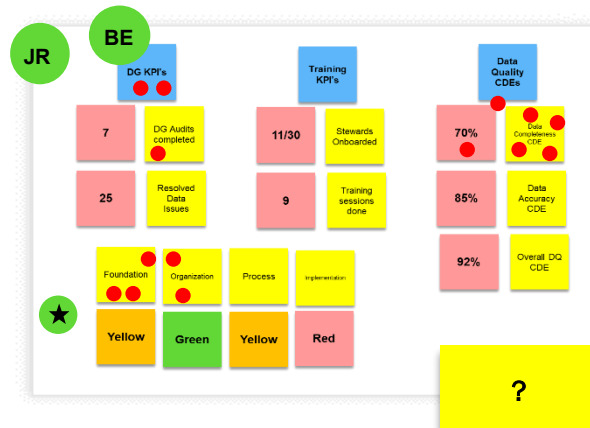 JR
BE
DG KPI's
Training
KPI's
Data
Quality
CDEs
7
DG Audits
completed
11/30
Stewards
Onboarded
70%
Data
Completeness
CDE
25
Resolved
Data
Issues
9
Training
sessions
done
85%
Data
Accuracy
CDE
92%
Overall DQ
CDE
Foundation
Organization
Process
Implementation
Yellow
Green
Yellow
Red
?